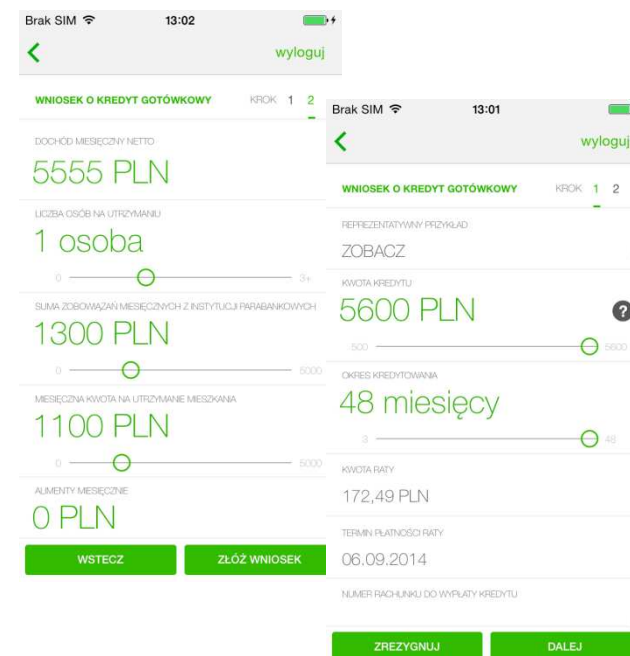 Brak SIM 13:02
wyloguj
WNIOSEK O KREDYT GOTÓWKOWY KROK 1 2
DOCHÓD MIESIĘCZNY NETTO
5555 PLN
LICZBA OSÓB NA UTRZYMANIU
1 osoba
0 3+
SUMA ZOBOWIĄZAŃ MIESIĘCZNYCH Z INSTYTUCJI PARABANKOWYCH
1300 PLN
0 5000
MIESIĘCZNA KWOTA NA UTRZYMANIE MIESZKANIA
1100 PLN
0 5000
ALIMENTY MIESIĘCZNIE
0 PLN
WSTECZ ZŁÓŻ WNIOSEK
Brak SIM 13:01
wyloguj
WNIOSEK O KREDYT GOTÓWKOWY KROK 1 2
REPREZENTATYWNY PRZYKŁAD
ZOBACZ
KWOTA KREDYTU
5600 PLN ?
500 5600
OKRES KREDYTOWANIA
48 miesięcy
3 48
KWOTA RATY
172,49 PLN
TERMIN PŁATNOŚCI RATY
06.09.2014
NUMER RACHUNKU DO WYPŁATY KREDYTU
ZREZYGNUJ DALEJ